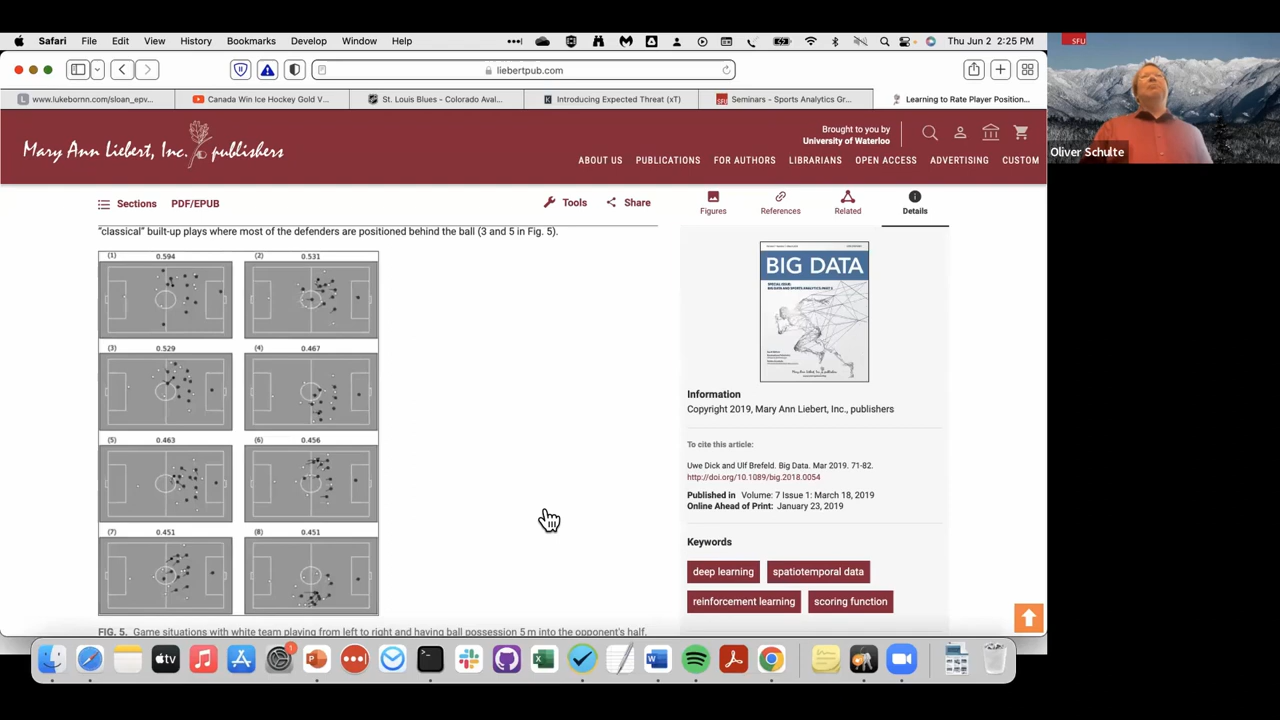 Safari File Edit View History Bookmarks Develop Window Help Thu Jun 2 2:25 PM
SFU
liebertpub.com
www.lukebornn.com/sloan_epv... Canada Win Ice Hockey Gold V... St. Louis Blues - Colorado Aval... Introducing Expected Threat (xT) Seminars - Sports Analytics Gr... Learning to Rate Player Position...
Oliver Schulte
Mary Ann Liebert, Inc. publishers
Brought to you by
University of Waterloo
ABOUT US PUBLICATIONS FOR AUTHORS LIBRARIANS OPEN ACCESS ADVERTISING CUSTOM
Sections PDF/EPUB Tools Share
Figures References Related Details
“classical” built-up plays where most of the defenders are positioned behind the ball (3 and 5 in Fig. 5).
(1) 0.594 (2) 0.531
(3) 0.529 (4) 0.467
(5) 0.463 (6) 0.456
(7) 0.451 (8) 0.451
FIG. 5. Game situations with white team playing from left to right and having ball possession 5 m into the opponent's half.
BIG DATA
Information
Copyright 2019, Mary Ann Liebert, Inc., publishers
To cite this article:
Uwe Dick and Ulf Brefeld. Big Data. Mar 2019. 71-82.
http://doi.org/10.1089/big.2018.0054
Published in Volume: 7 Issue 1: March 18, 2019
Online Ahead of Print: January 23, 2019
Keywords
deep learning spatiotemporal data
reinforcement learning scoring function
tv